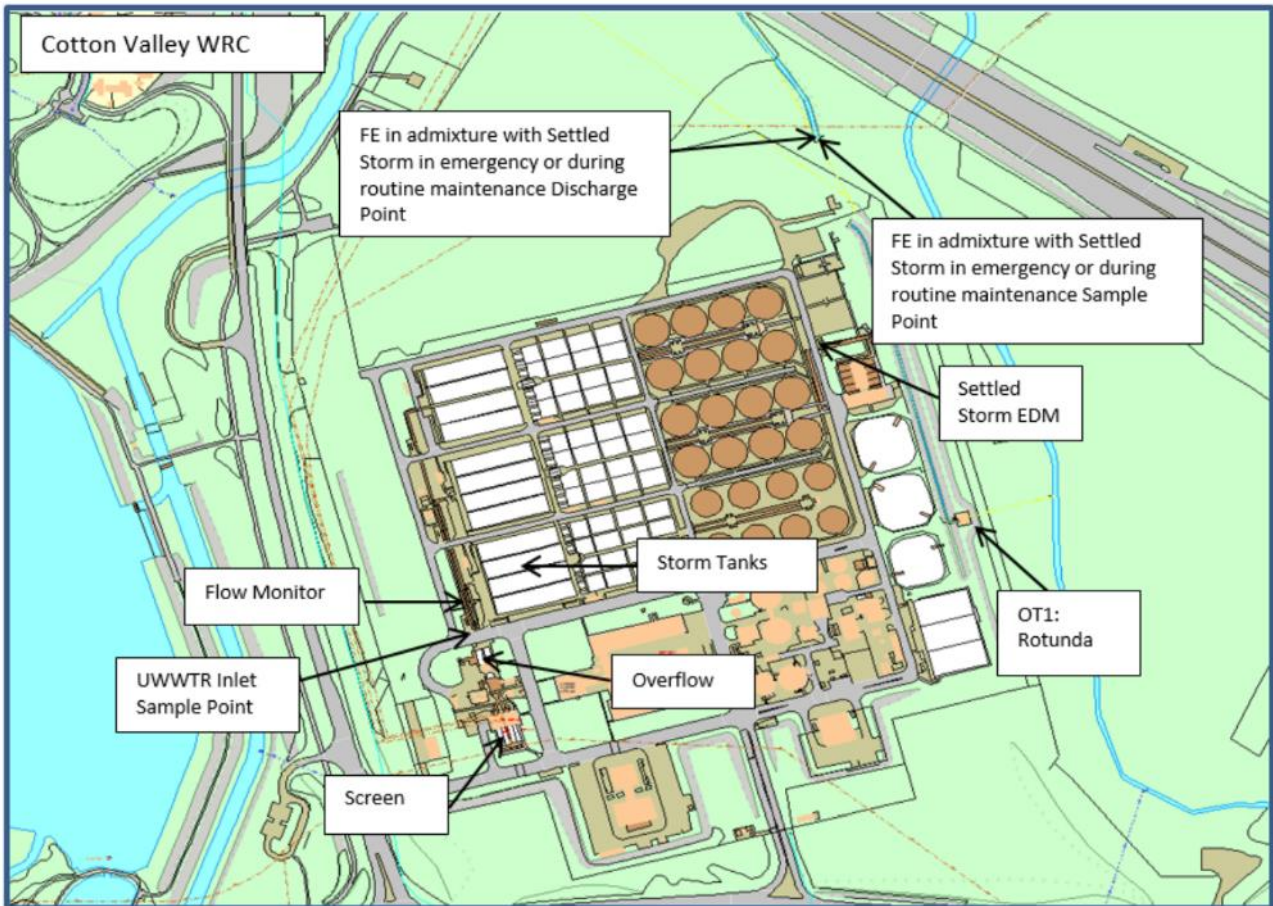 Cotton Valley WRC
FE in admixture with Settled
Storm in emergency or during
routine maintenance Discharge
Point
FE in admixture with Settled
Storm in emergency or during
routine maintenance Sample
Point
Settled
Storm EDM
Storm Tanks
Flow Monitor
OT1:
Rotunda
UWWTR Inlet
Sample Point
Overflow
Screen